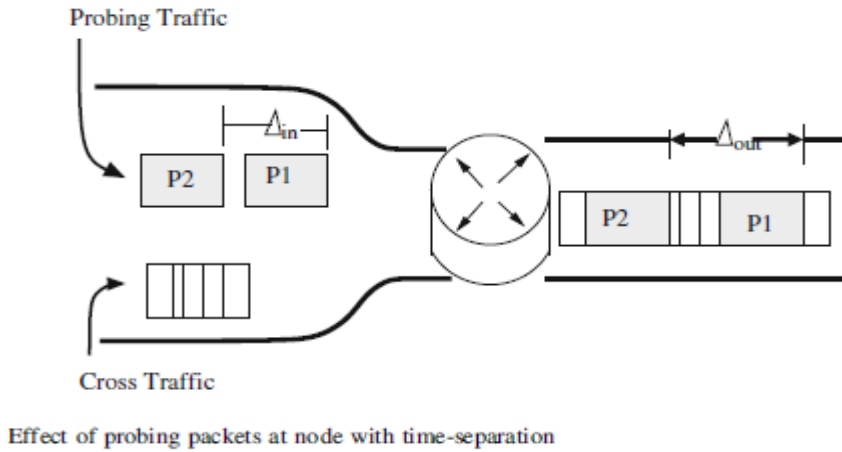 Probing Traffic
Δin
Δout
P2
P1
P2
P1
Cross Traffic
Effect of probing packets at node with time-separation